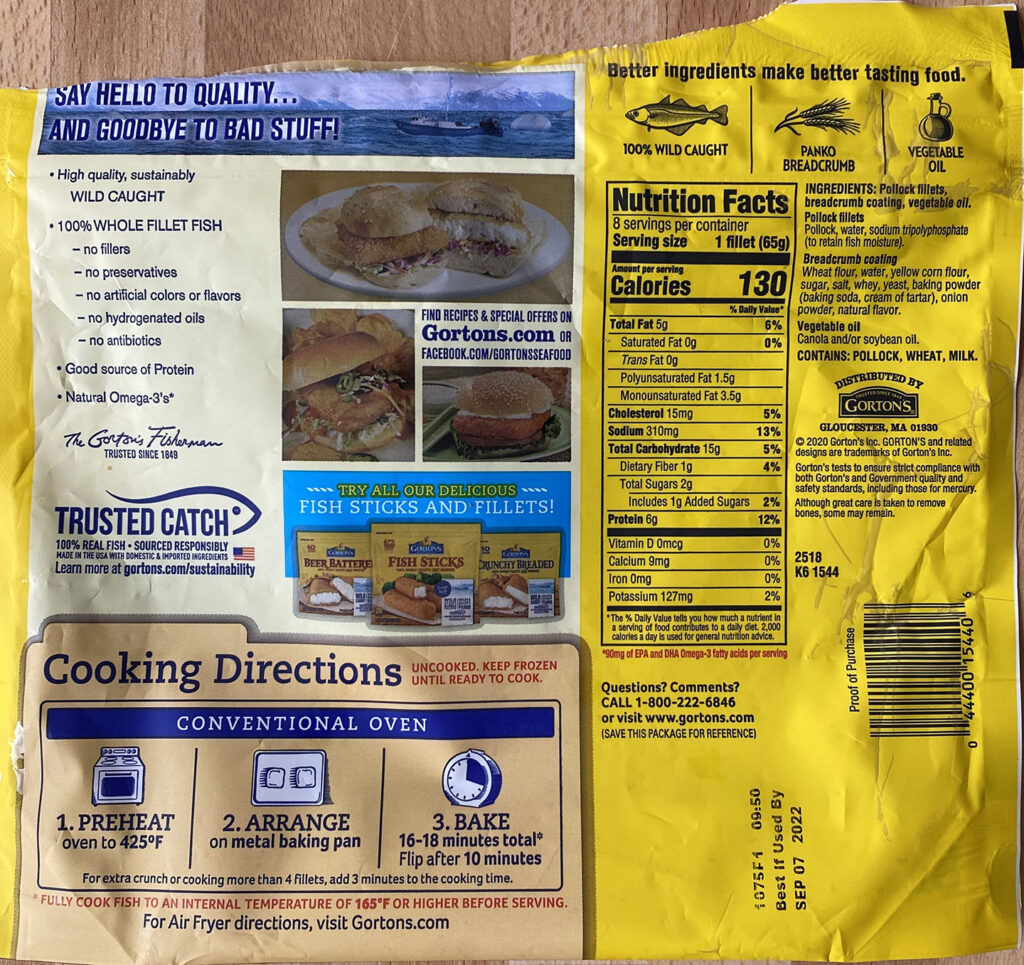 SAY HELLO TO QUALITY...
AND GOODBYE TO BAD STUFF!
• High quality, sustainably
WILD CAUGHT
• 100% WHOLE FILLET FISH
– no fillers
– no preservatives
– no artificial colors or flavors
– no hydrogenated oils
– no antibiotics
• Good source of Protein
• Natural Omega-3's*
The Gorton's Fisherman
TRUSTED SINCE 1849
TRUSTED CATCH
100% REAL FISH • SOURCED RESPONSIBLY
MADE IN THE USA WITH DOMESTIC & IMPORTED INGREDIENTS
Learn more at gortons.com/sustainability
FIND RECIPES & SPECIAL OFFERS ON
Gortons.com OR
FACEBOOK.COM/GORTONSSEAFOOD
TRY ALL OUR DELICIOUS
FISH STICKS AND FILLETS!
GORTON'S
BEER BATTERE
GORTON'S
FISH STICKS
GORTON'S
CRUNCHY BREADED
Cooking Directions
UNCOOKED. KEEP FROZEN
UNTIL READY TO COOK.
CONVENTIONAL OVEN
1. PREHEAT
oven to 425ºF
2. ARRANGE
on metal baking pan
3. BAKE
16-18 minutes total*
Flip after 10 minutes
For extra crunch or cooking more than 4 fillets, add 3 minutes to the cooking time.
* FULLY COOK FISH TO AN INTERNAL TEMPERATURE OF 165ºF OR HIGHER BEFORE SERVING.
For Air Fryer directions, visit Gortons.com
Better ingredients make better tasting food.
100% WILD CAUGHT
PANKO
BREADCRUMB
VEGETABLE
OIL
Nutrition Facts
8 servings per container
Serving size 1 fillet (65g)
Amount per serving
Calories 130
% Daily Value*
Total Fat 5g 6%
Saturated Fat 0g 0%
Trans Fat 0g
Polyunsaturated Fat 1.5g
Monounsaturated Fat 3.5g
Cholesterol 15mg 5%
Sodium 310mg 13%
Total Carbohydrate 15g 5%
Dietary Fiber 1g 4%
Total Sugars 2g
Includes 1g Added Sugars 2%
Protein 6g 12%
Vitamin D 0mcg 0%
Calcium 9mg 0%
Iron 0mg 0%
Potassium 127mg 2%
*The % Daily Value tells you how much a nutrient in
a serving of food contributes to a daily diet. 2,000
calories a day is used for general nutrition advice.
*90mg of EPA and DHA Omega-3 fatty acids per serving
Questions? Comments?
CALL 1-800-222-6846
or visit www.gortons.com
(SAVE THIS PACKAGE FOR REFERENCE)
INGREDIENTS: Pollock fillets,
breadcrumb coating, vegetable oil.
Pollock fillets
Pollock, water, sodium tripolyphosphate
(to retain fish moisture).
Breadcrumb coating
Wheat flour, water, yellow corn flour,
sugar, salt, whey, yeast, baking powder
(baking soda, cream of tartar), onion
powder, natural flavor.
Vegetable oil
Canola and/or soybean oil.
CONTAINS: POLLOCK, WHEAT, MILK.
DISTRIBUTED BY
TRUSTED SINCE 1849
GORTON'S
GLOUCESTER, MA 01930
© 2020 Gorton's Inc. GORTON'S and related
designs are trademarks of Gorton's Inc.
Gorton's tests to ensure strict compliance with
both Gorton's and Government quality and
safety standards, including those for mercury.
Although great care is taken to remove
bones, some may remain.
2518
K6 1544
Proof of Purchase
0 44400 15440 6
1075F1 09:50
Best If Used By
SEP 07 2022